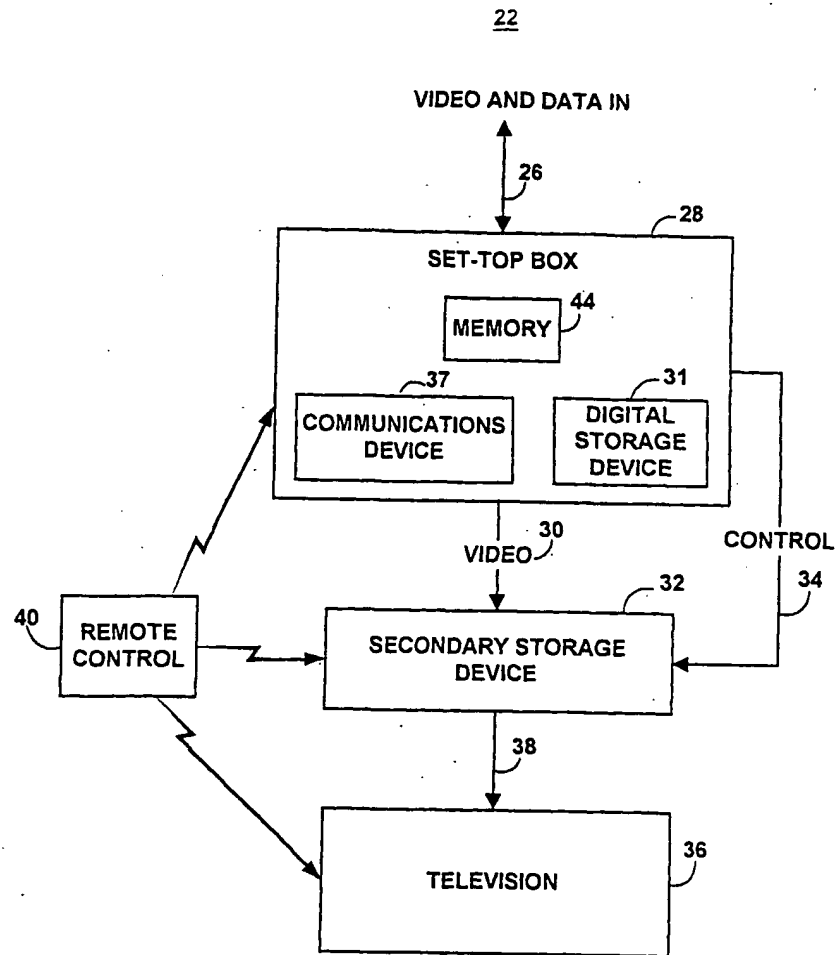 22
VIDEO AND DATA IN
26
28
SET-TOP BOX
44
MEMORY
37
31
COMMUNICATIONS
DEVICE
DIGITAL
STORAGE
DEVICE
30
VIDEO
CONTROL
34
32
40
REMOTE
CONTROL
SECONDARY STORAGE
DEVICE
38
36
TELEVISION